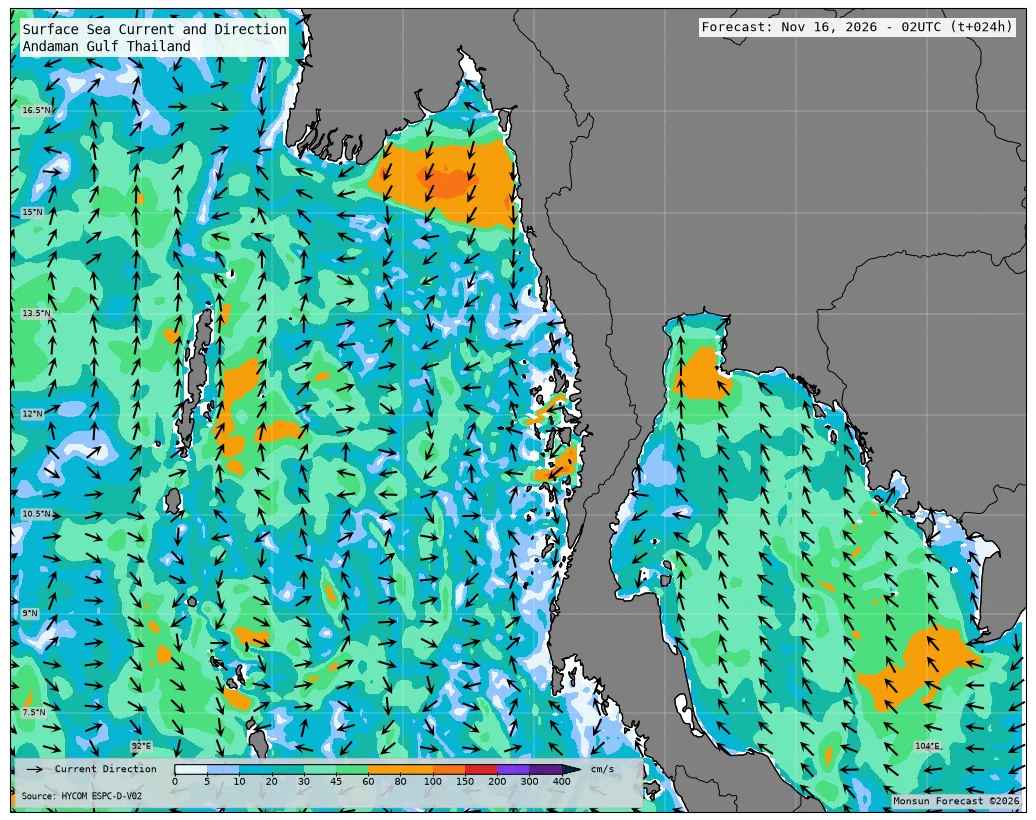 Surface Sea Current and Direction
Andaman Gulf Thailand
Forecast: Nov 16, 2026 - 02UTC (t+024h)
16.5°N
15°N
13.5°N
12°N
10.5°N
9°N
7.5°N
92°E
104°E
Current Direction
0 5 10 20 30 45 60 80 100 150 200 300 400 cm/s
Source: HYCOM ESPC-D-V02
Monsun Forecast ©2026